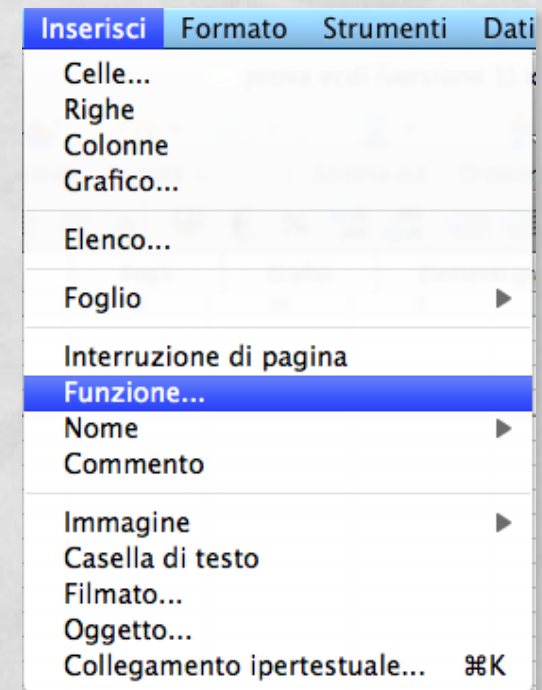 Inserisci Formato Strumenti Dati
Celle...
Righe
Colonne
Grafico...
Elenco...
Foglio
Interruzione di pagina
Funzione...
Nome
Commento
Immagine
Casella di testo
Filmato...
Oggetto...
Collegamento ipertestuale... ⌘K